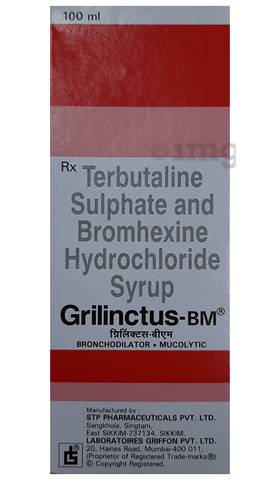 100 ml
1mg
Rx
Terbutaline
Sulphate and
Bromhexine
Hydrochloride
Syrup
Grilinctus-BM®
ग्रिलिंक्टस-बीएम
BRONCHODILATOR • MUCOLYTIC
Manufactured by :
STP PHARMACEUTICALS PVT. LTD.
Sangkhola, Singtam,
East SIKKIM-737134, SIKKIM.
LABORATOIRES GRIFFON PVT. LTD.
20, Haines Road, Mumbai-400 011.
(Proprietor of Registered Trade-marks®)
© Copyright Registered.